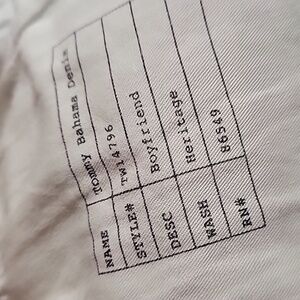 NAME Tommy Bahama Denim
STYLE# TW14796
DESC Boyfriend
WASH Heritage
RN# 86549